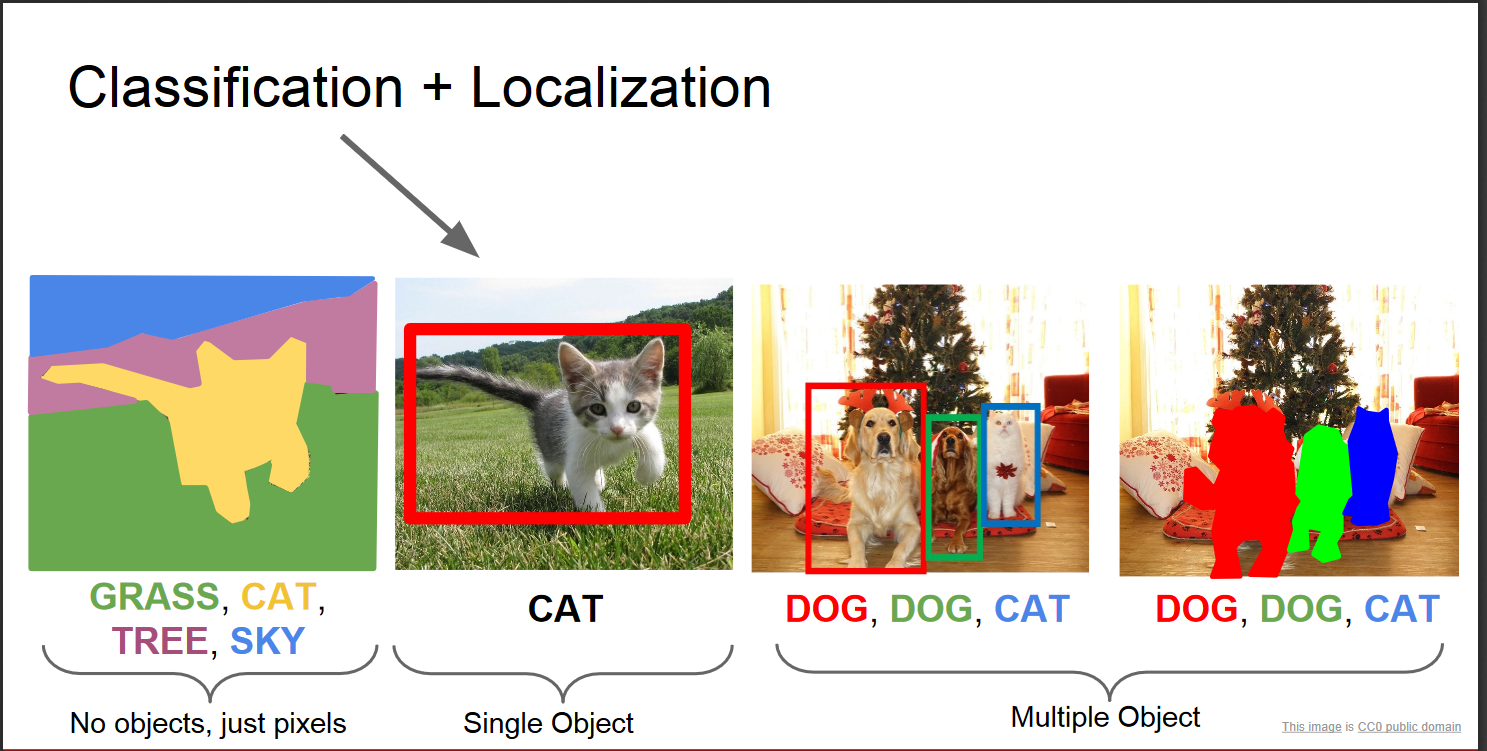 Classification + Localization
GRASS, CAT,
TREE, SKY
CAT
DOG, DOG, CAT
DOG, DOG, CAT
No objects, just pixels
Single Object
Multiple Object
This image is CC0 public domain